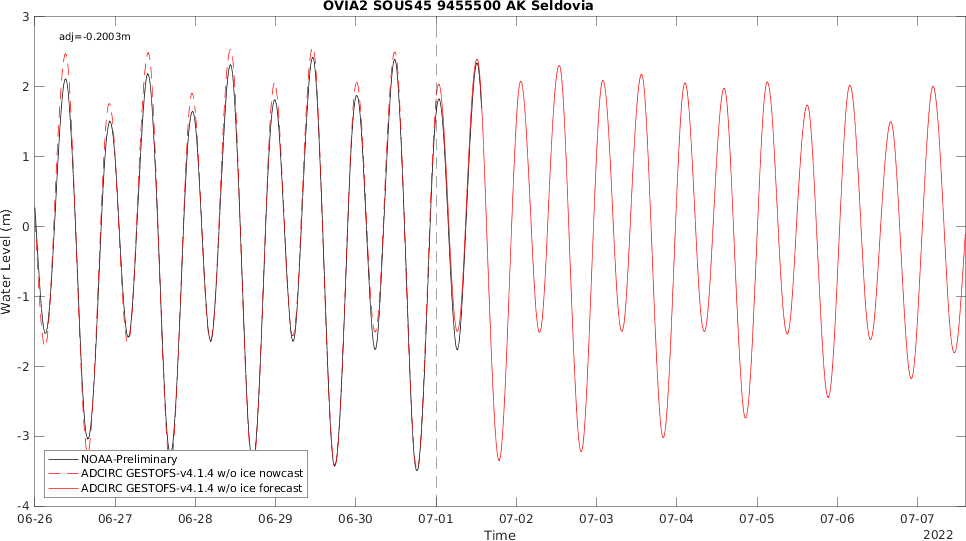 OVIA2 SOUS45 9455500 AK Seldovia
adj=-0.2003m
3
2
1
0
-1
-2
-3
-4
Water Level (m)
NOAA-Preliminary
ADCIRC GESTOFS-v4.1.4 w/o ice nowcast
ADCIRC GESTOFS-v4.1.4 w/o ice forecast
06-26 06-27 06-28 06-29 06-30 07-01 07-02 07-03 07-04 07-05 07-06 07-07
Time
2022